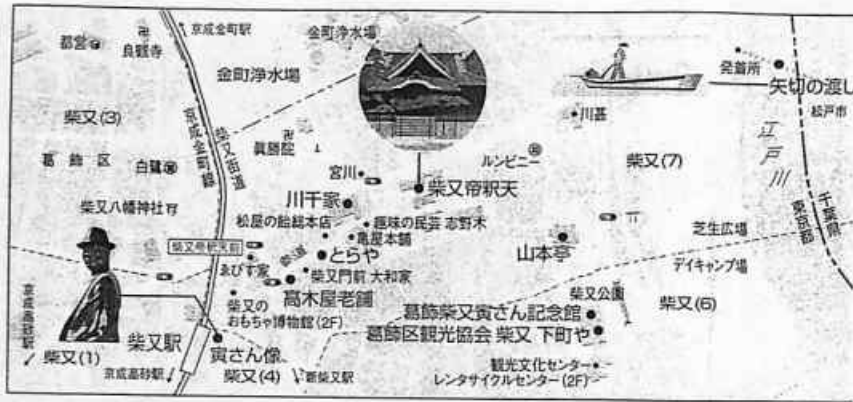 京成金町駅
都営
良観寺
金町浄水場
金町浄水場
発着所
矢切の渡し
松戸市
川甚
柴又(3)
京成金町線
柴又街道
葛飾区
白鷺
眞勝院
宮川
ルンビニー
柴又(7)
江戸川
千葉県
東京都
柴又帝釈天
川千家
柴又八幡神社
松屋の飴総本店
趣味の民芸 志野木
亀屋本舗
芝生広場
柴又帝釈天前
参道
とらや
山本亭
デイキャンプ場
ゑびす家
柴又門前 大和家
髙木屋老舗
柴又公園
柴又(6)
京成高砂駅
柴又の
おもちゃ博物館(2F)
葛飾柴又寅さん記念館
葛飾区観光協会 柴又 下町や
柴又駅
柴又(1)
寅さん像
京成高砂駅
柴又(4)
新柴又駅
観光文化センター
レンタサイクルセンター(2F)